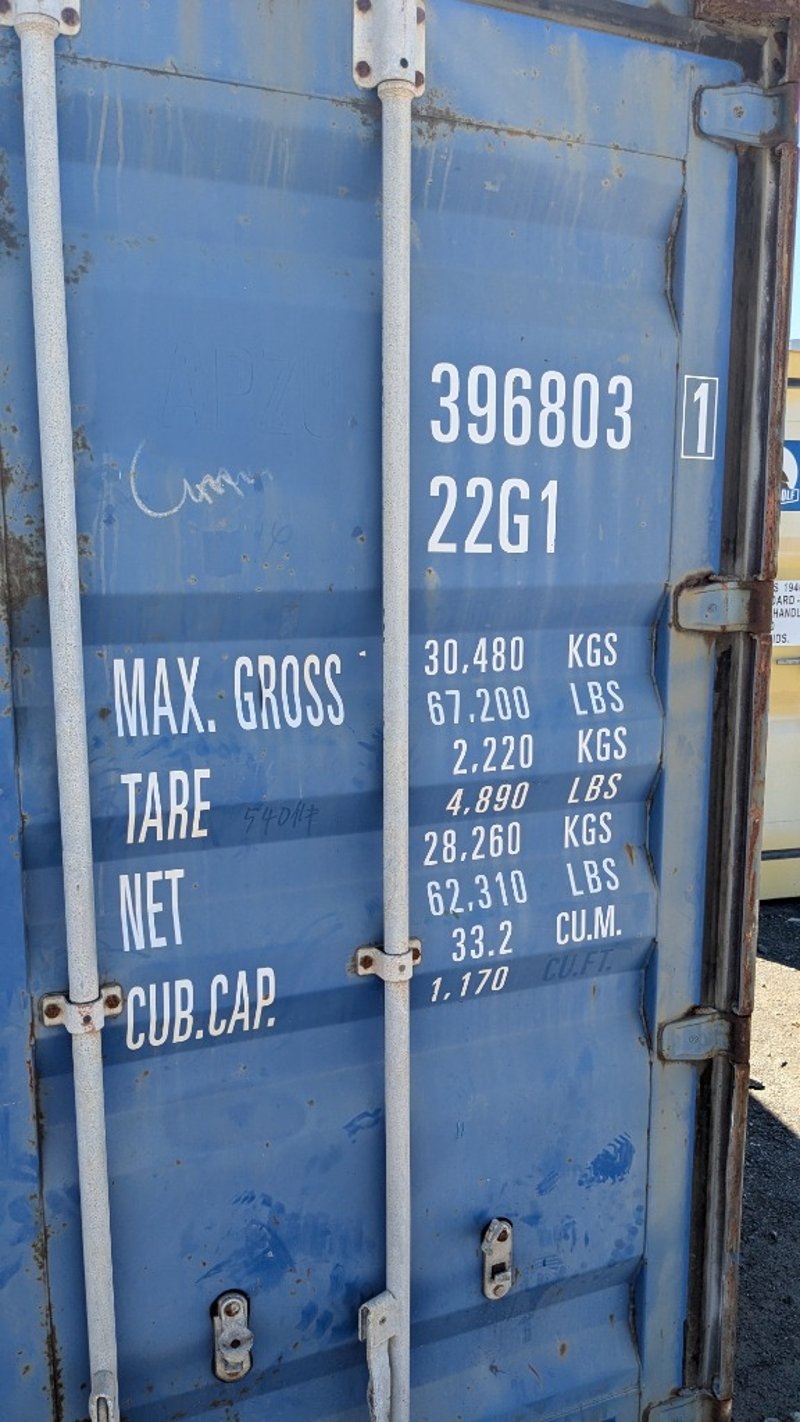 APZU 396803 1
22G1
MAX. GROSS 30,480 KGS
67,200 LBS
TARE 2,220 KGS
4,890 LBS
NET 28,260 KGS
62,310 LBS
CUB.CAP. 33.2 CU.M.
1,170 CU.FT.